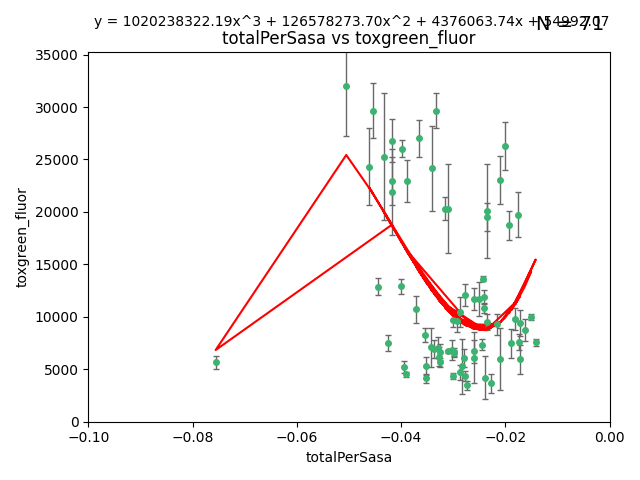 y = 1020238322.19x^3 + 126578273.70x^2 + 4376063.74x + 54992.07
N = 71
totalPerSasa vs toxgreen_fluor
toxgreen_fluor
35000
30000
25000
20000
15000
10000
5000
0
−0.10 −0.08 −0.06 −0.04 −0.02 0.00
totalPerSasa